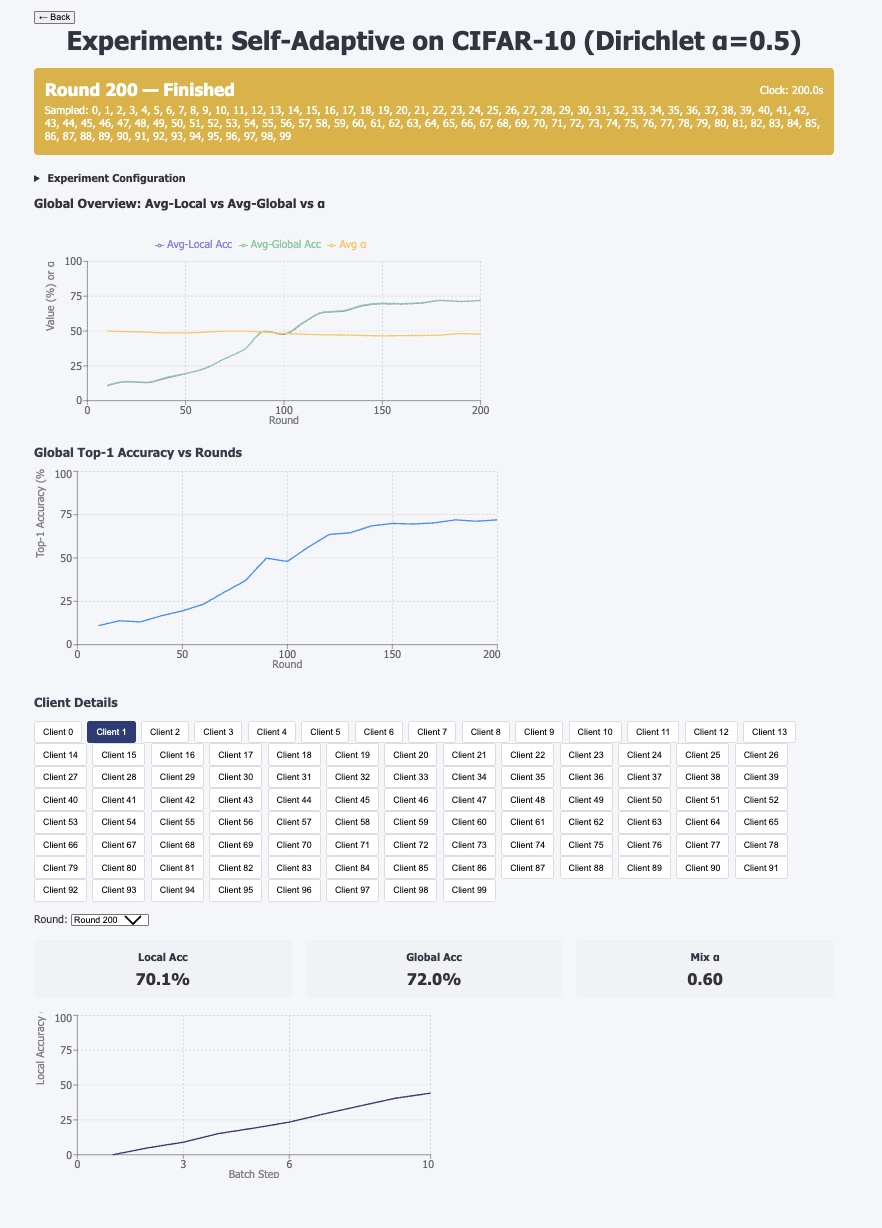 ← Back
Experiment: Self-Adaptive on CIFAR-10 (Dirichlet α=0.5)
Round 200 — Finished
Clock: 200.0s
Sampled: 0, 1, 2, 3, 4, 5, 6, 7, 8, 9, 10, 11, 12, 13, 14, 15, 16, 17, 18, 19, 20, 21, 22, 23, 24, 25, 26, 27, 28, 29, 30, 31, 32, 33, 34, 35, 36, 37, 38, 39, 40, 41, 42,
43, 44, 45, 46, 47, 48, 49, 50, 51, 52, 53, 54, 55, 56, 57, 58, 59, 60, 61, 62, 63, 64, 65, 66, 67, 68, 69, 70, 71, 72, 73, 74, 75, 76, 77, 78, 79, 80, 81, 82, 83, 84, 85,
86, 87, 88, 89, 90, 91, 92, 93, 94, 95, 96, 97, 98, 99
Experiment Configuration
Global Overview: Avg-Local vs Avg-Global vs α
Avg-Local Acc Avg-Global Acc Avg α
Value (%) or α
100
75
50
25
0
0 50 100 150 200
Round
Global Top-1 Accuracy vs Rounds
Top-1 Accuracy (%
100
75
50
25
0
0 50 100 150 200
Round
Client Details
Client 0 Client 1 Client 2 Client 3 Client 4 Client 5 Client 6 Client 7 Client 8 Client 9 Client 10 Client 11 Client 12 Client 13
Client 14 Client 15 Client 16 Client 17 Client 18 Client 19 Client 20 Client 21 Client 22 Client 23 Client 24 Client 25 Client 26
Client 27 Client 28 Client 29 Client 30 Client 31 Client 32 Client 33 Client 34 Client 35 Client 36 Client 37 Client 38 Client 39
Client 40 Client 41 Client 42 Client 43 Client 44 Client 45 Client 46 Client 47 Client 48 Client 49 Client 50 Client 51 Client 52
Client 53 Client 54 Client 55 Client 56 Client 57 Client 58 Client 59 Client 60 Client 61 Client 62 Client 63 Client 64 Client 65
Client 66 Client 67 Client 68 Client 69 Client 70 Client 71 Client 72 Client 73 Client 74 Client 75 Client 76 Client 77 Client 78
Client 79 Client 80 Client 81 Client 82 Client 83 Client 84 Client 85 Client 86 Client 87 Client 88 Client 89 Client 90 Client 91
Client 92 Client 93 Client 94 Client 95 Client 96 Client 97 Client 98 Client 99
Round: Round 200
Local Acc
70.1%
Global Acc
72.0%
Mix α
0.60
Local Accuracy
100
75
50
25
0
0 3 6 10
Batch Step